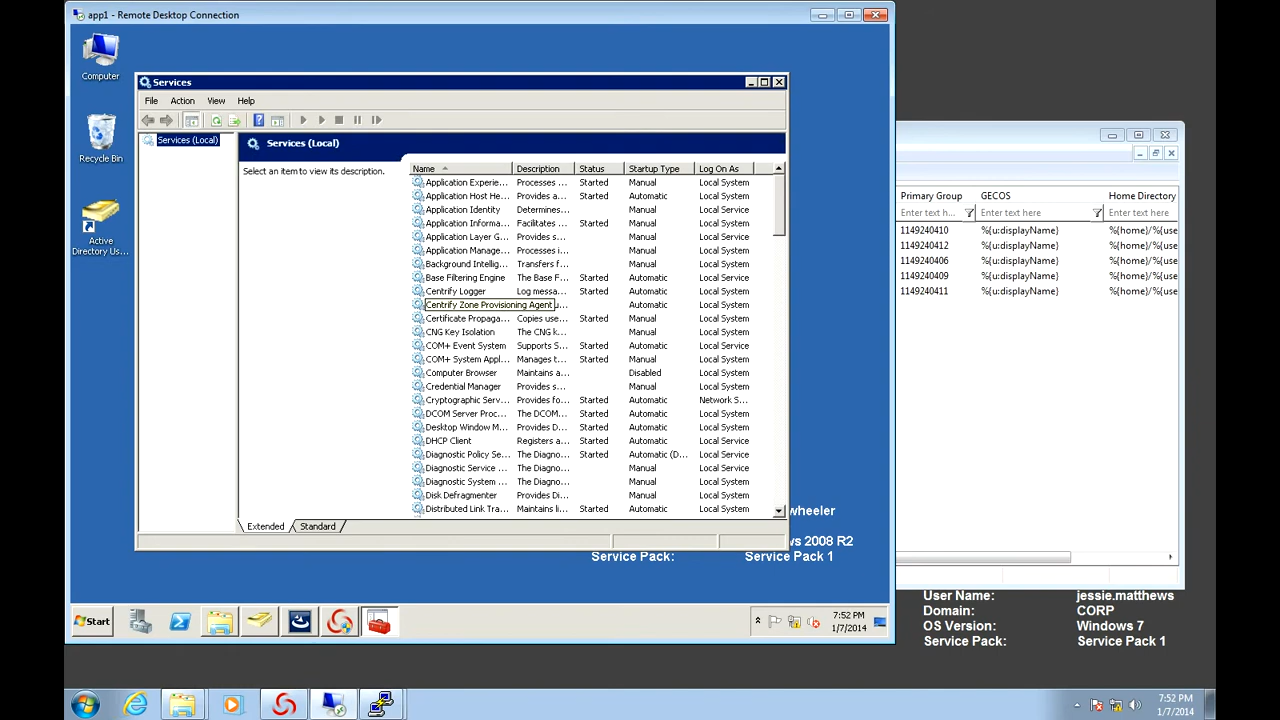 app1 - Remote Desktop Connection
Computer
Recycle Bin
Active
Directory Us...
Services
File Action View Help
Services (Local)
Services (Local)
Select an item to view its description.
Name Description Status Startup Type Log On As
Application Experie... Processes ... Started Manual Local System
Application Host He... Provides a ... Started Automatic Local System
Application Identity Determines... Manual Local Service
Application Informa... Facilitates ... Started Manual Local System
Application Layer G... Provides s... Manual Local Service
Application Manage... Processes i... Manual Local System
Background Intellig... Transfers f... Manual Local System
Base Filtering Engine The Base F... Started Automatic Local Service
Centrify Logger Log messa... Started Automatic Local System
Centrify Zone Provisioning Agent Automatic Local System
Certificate Propaga... Copies use... Started Manual Local System
CNG Key Isolation The CNG k... Manual Local System
COM+ Event System Supports S... Started Automatic Local Service
COM+ System Appl... Manages t... Started Manual Local System
Computer Browser Maintains a... Disabled Local System
Credential Manager Provides s... Manual Local System
Cryptographic Serv... Provides fo... Started Automatic Network S...
DCOM Server Proc... The DCOM... Started Automatic Local System
Desktop Window M... Provides D... Started Automatic Local System
DHCP Client Registers a... Started Automatic Local Service
Diagnostic Policy Se... The Diagno... Started Automatic (D... Local Service
Diagnostic Service ... The Diagno... Manual Local Service
Diagnostic System ... The Diagno... Manual Local System
Disk Defragmenter Provides Di... Manual Local System
Distributed Link Tra... Maintains li... Started Automatic Local System
Extended Standard
wheeler
ws 2008 R2
Service Pack: Service Pack 1
Start
7:52 PM
1/7/2014
Primary Group GECOS Home Directory
Enter text h... Enter text here Enter text here
1149240410 %{u:displayName} %{home}/%{use
1149240412 %{u:displayName} %{home}/%{use
1149240406 %{u:displayName} %{home}/%{use
1149240409 %{u:displayName} %{home}/%{use
1149240411 %{u:displayName} %{home}/%{use
User Name: jessie.matthews
Domain: CORP
OS Version: Windows 7
Service Pack: Service Pack 1
7:52 PM
1/7/2014